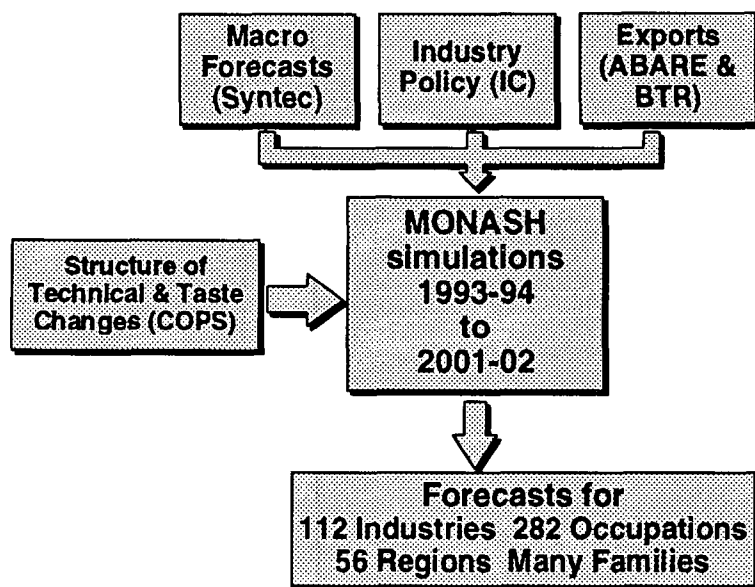 Macro
Forecasts
(Syntec)
Industry
Policy (IC)
Exports
(ABARE &
BTR)
Structure of
Technical & Taste
Changes (COPS)
MONASH
simulations
1993-94
to
2001-02
Forecasts for
112 Industries 282 Occupations
56 Regions Many Families